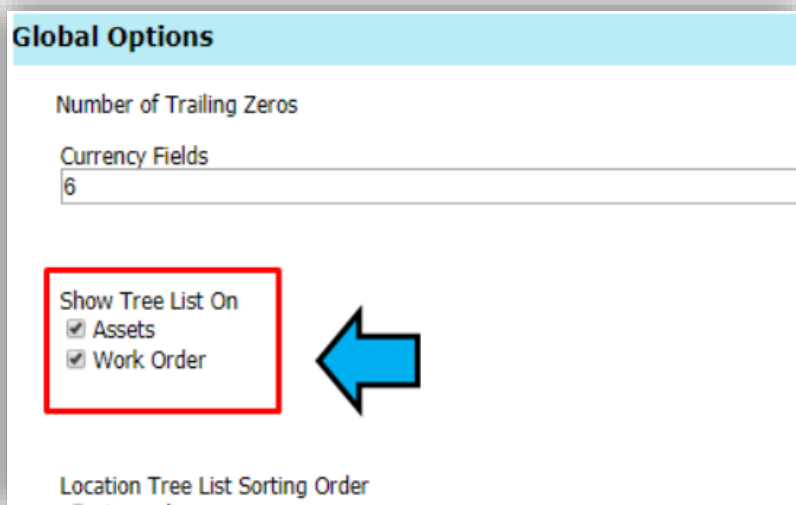 Global Options
Number of Trailing Zeros
Currency Fields
6
Show Tree List On
Assets
Work Order
Location Tree List Sorting Order